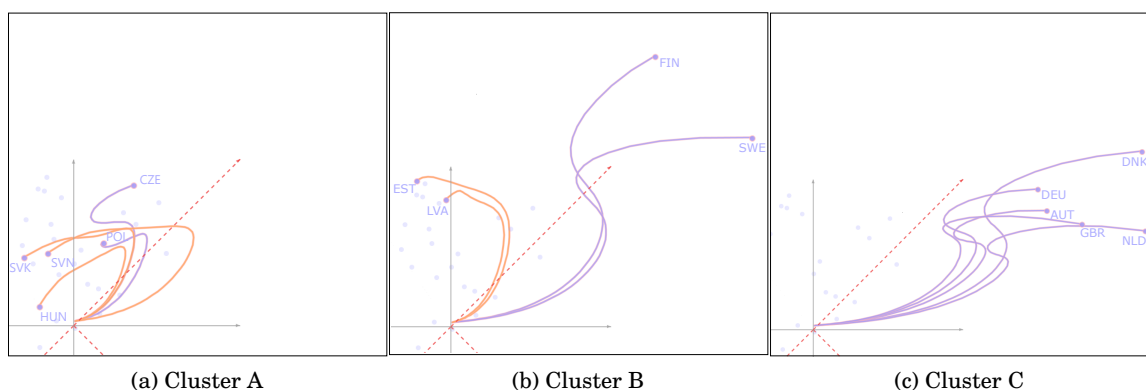 CZE
POL
SVK
SVN
HUN
(a) Cluster A
FIN
SWE
EST
LVA
(b) Cluster B
DNK
DEU
AUT
GBR
NLD
(c) Cluster C